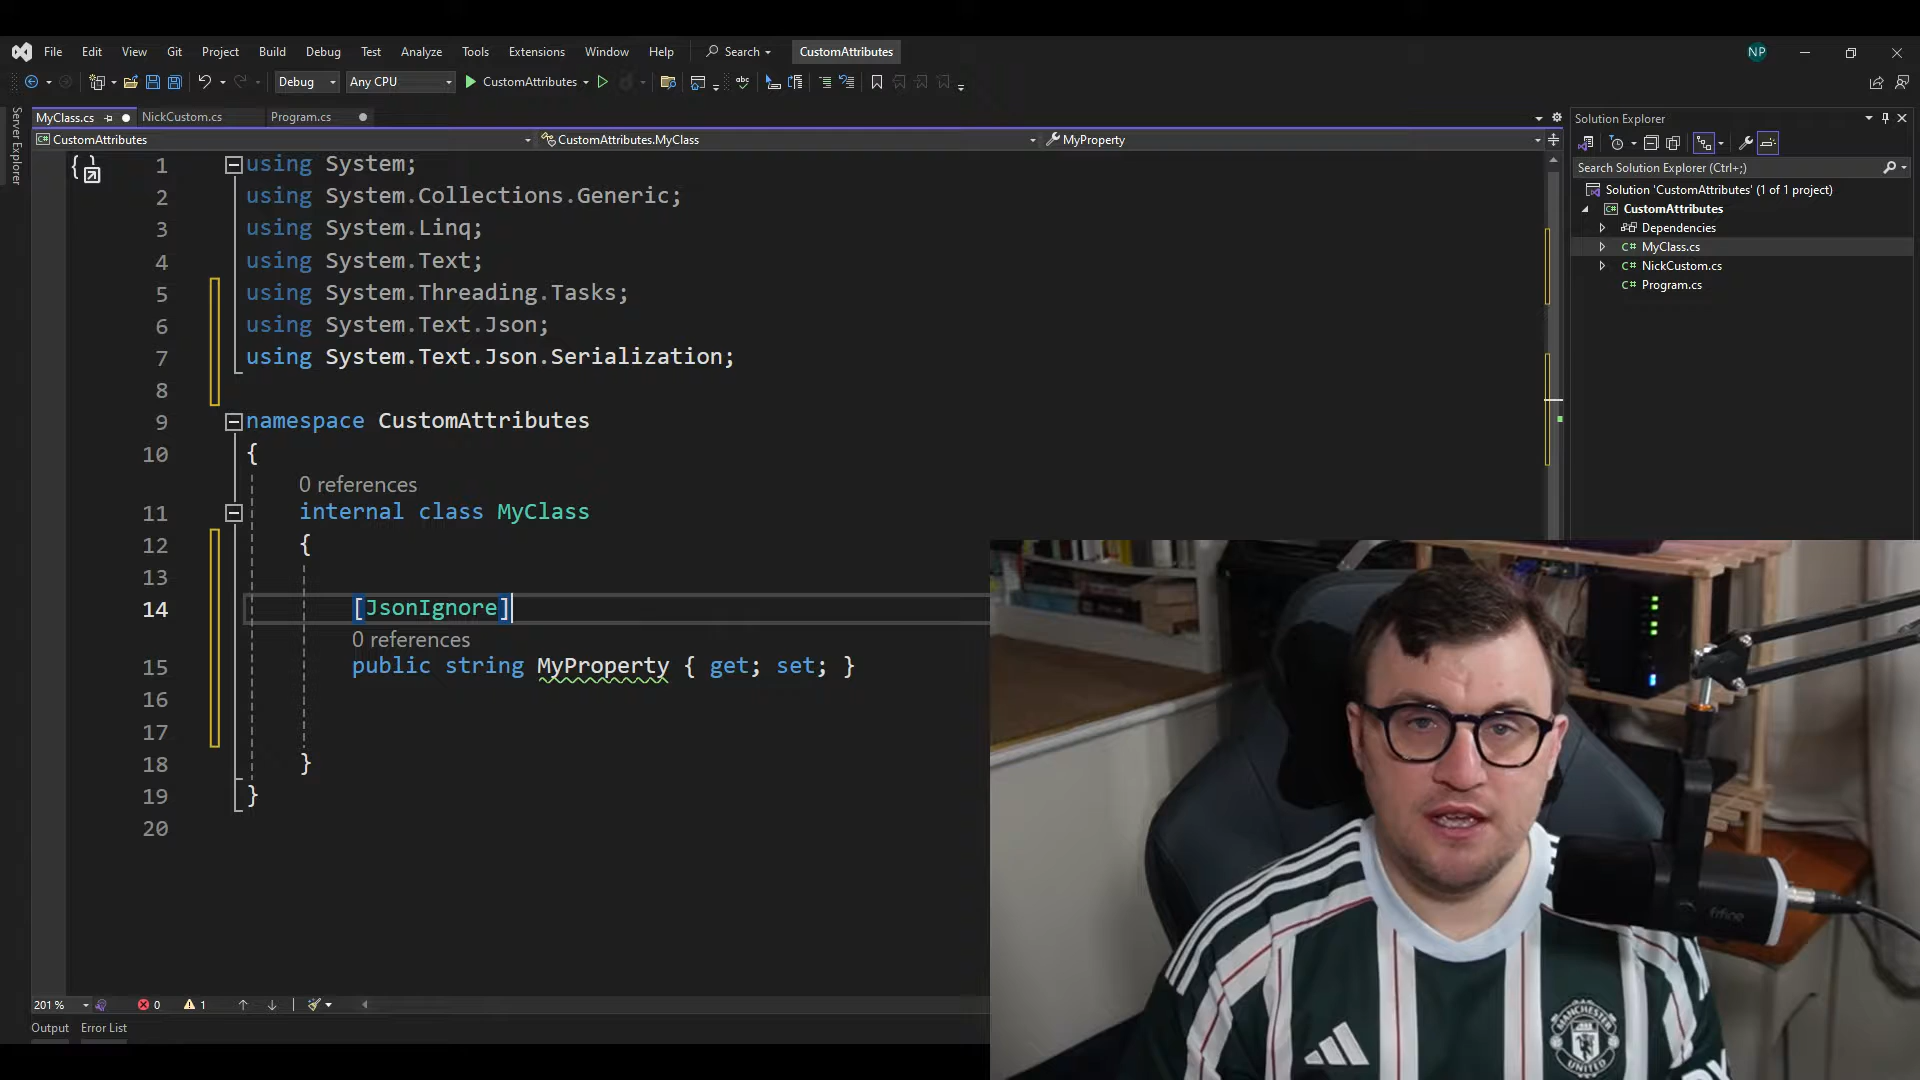 File Edit View Git Project Build Debug Test Analyze Tools Extensions Window Help Search CustomAttributes NP
Debug Any CPU CustomAttributes
Server Explorer
MyClass.cs NickCustom.cs Program.cs
CustomAttributes CustomAttributes.MyClass MyProperty
1 using System;
2 using System.Collections.Generic;
3 using System.Linq;
4 using System.Text;
5 using System.Threading.Tasks;
6 using System.Text.Json;
7 using System.Text.Json.Serialization;
8
9 namespace CustomAttributes
10 {
0 references
11 internal class MyClass
12 {
13
14 [JsonIgnore]
0 references
15 public string MyProperty { get; set; }
16
17
18 }
19 }
20
201 % 0 1
Output Error List
Solution Explorer
Search Solution Explorer (Ctrl+;)
Solution 'CustomAttributes' (1 of 1 project)
CustomAttributes
Dependencies
C# MyClass.cs
C# NickCustom.cs
C# Program.cs
MANCHESTER
UNITED